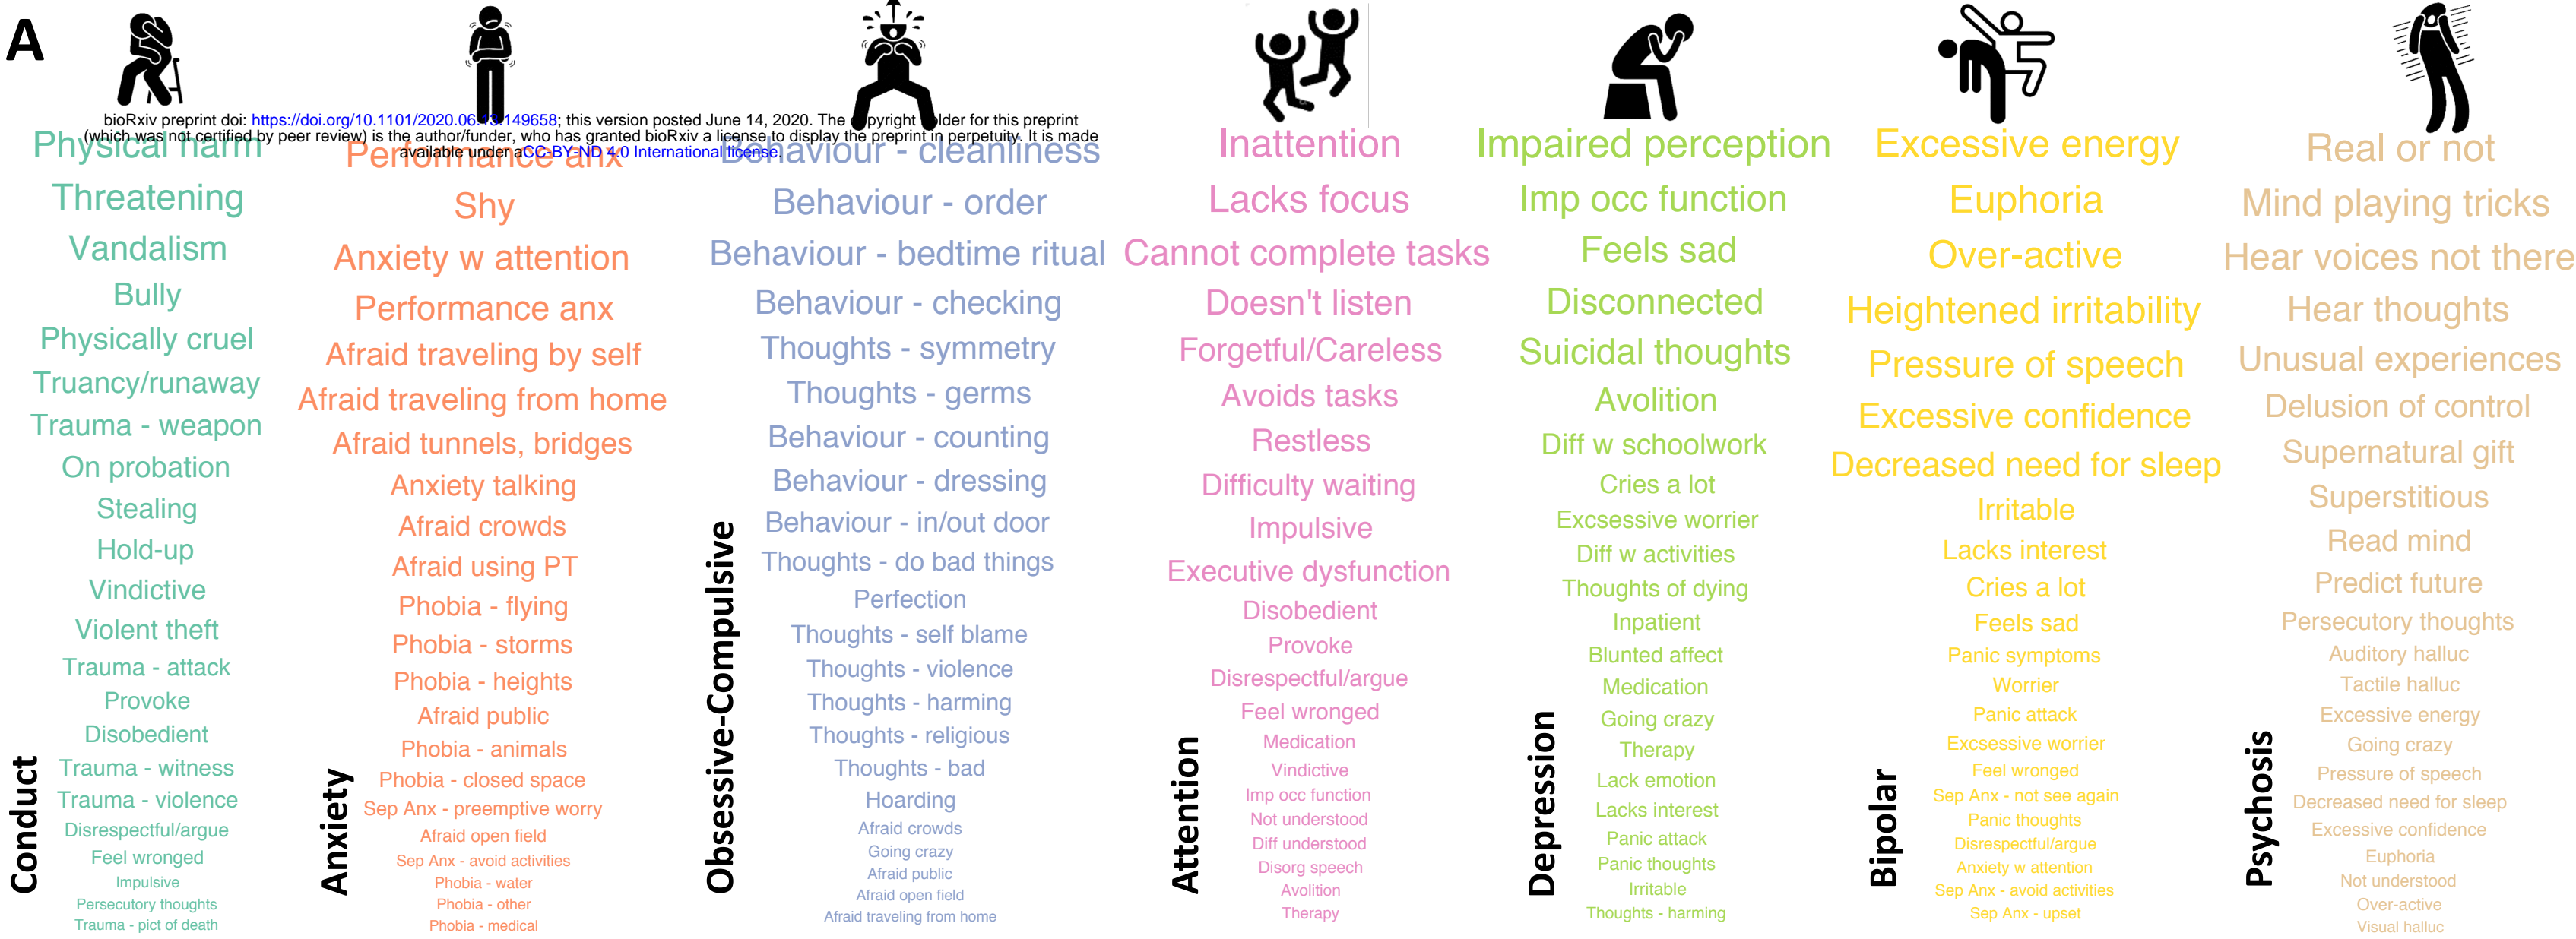 A
bioRxiv preprint doi: https://doi.org/10.1101/2020.06.13.149658; this version posted June 14, 2020. The copyright holder for this preprint
(which was not certified by peer review) is the author/funder, who has granted bioRxiv a license to display the preprint in perpetuity. It is made
available under aCC-BY-ND 4.0 International license.
Conduct
Physical harm
Threatening
Vandalism
Bully
Physically cruel
Truancy/runaway
Trauma - weapon
On probation
Stealing
Hold-up
Vindictive
Violent theft
Trauma - attack
Provoke
Disobedient
Trauma - witness
Trauma - violence
Disrespectful/argue
Feel wronged
Impulsive
Persecutory thoughts
Trauma - pict of death
Anxiety
Performance anx
Shy
Anxiety w attention
Performance anx
Afraid traveling by self
Afraid traveling from home
Afraid tunnels, bridges
Anxiety talking
Afraid crowds
Afraid using PT
Phobia - flying
Phobia - storms
Phobia - heights
Afraid public
Phobia - animals
Phobia - closed space
Sep Anx - preemptive worry
Afraid open field
Sep Anx - avoid activities
Phobia - water
Phobia - other
Phobia - medical
Obsessive-Compulsive
Behaviour - cleanliness
Behaviour - order
Behaviour - bedtime ritual
Behaviour - checking
Thoughts - symmetry
Thoughts - germs
Behaviour - counting
Behaviour - dressing
Behaviour - in/out door
Thoughts - do bad things
Perfection
Thoughts - self blame
Thoughts - violence
Thoughts - harming
Thoughts - religious
Thoughts - bad
Hoarding
Afraid crowds
Going crazy
Afraid public
Afraid open field
Afraid traveling from home
Attention
Inattention
Lacks focus
Cannot complete tasks
Doesn't listen
Forgetful/Careless
Avoids tasks
Restless
Difficulty waiting
Impulsive
Executive dysfunction
Disobedient
Provoke
Disrespectful/argue
Feel wronged
Medication
Vindictive
Imp occ function
Not understood
Diff understood
Disorg speech
Avolition
Therapy
Depression
Impaired perception
Imp occ function
Feels sad
Disconnected
Suicidal thoughts
Avolition
Diff w schoolwork
Cries a lot
Excsessive worrier
Diff w activities
Thoughts of dying
Inpatient
Blunted affect
Medication
Going crazy
Therapy
Lack emotion
Lacks interest
Panic attack
Panic thoughts
Irritable
Thoughts - harming
Bipolar
Excessive energy
Euphoria
Over-active
Heightened irritability
Pressure of speech
Excessive confidence
Decreased need for sleep
Irritable
Lacks interest
Cries a lot
Feels sad
Panic symptoms
Worrier
Panic attack
Excsessive worrier
Feel wronged
Sep Anx - not see again
Panic thoughts
Disrespectful/argue
Anxiety w attention
Sep Anx - avoid activities
Sep Anx - upset
Psychosis
Real or not
Mind playing tricks
Hear voices not there
Hear thoughts
Unusual experiences
Delusion of control
Supernatural gift
Superstitious
Read mind
Predict future
Persecutory thoughts
Auditory halluc
Tactile halluc
Excessive energy
Going crazy
Pressure of speech
Decreased need for sleep
Excessive confidence
Euphoria
Not understood
Over-active
Visual halluc